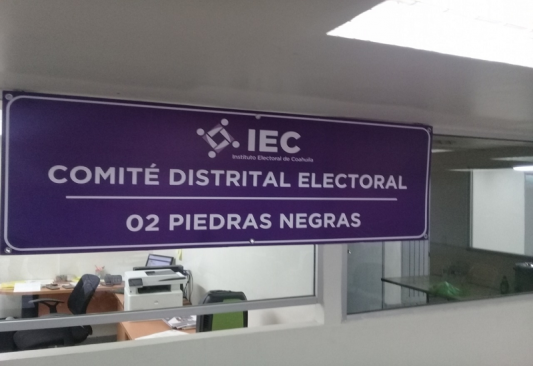 IEC
Instituto Electoral de Coahuila
COMITÉ DISTRITAL ELECTORAL
02 PIEDRAS NEGRAS